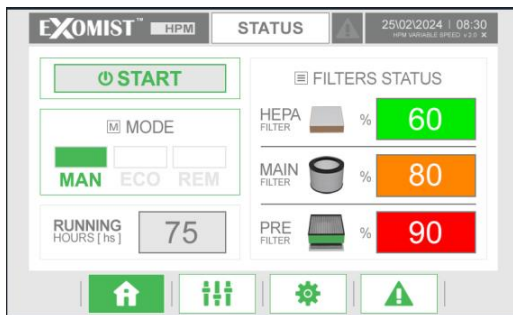 EXOMIST™ HPM
STATUS
25\02\2024 | 08:30
HPM VARIABLE SPEED v 2.0 X
START
M MODE
MAN ECO REM
RUNNING
HOURS [ hs ]
75
FILTERS STATUS
HEPA
FILTER
% 60
MAIN
FILTER
% 80
PRE
FILTER
% 90